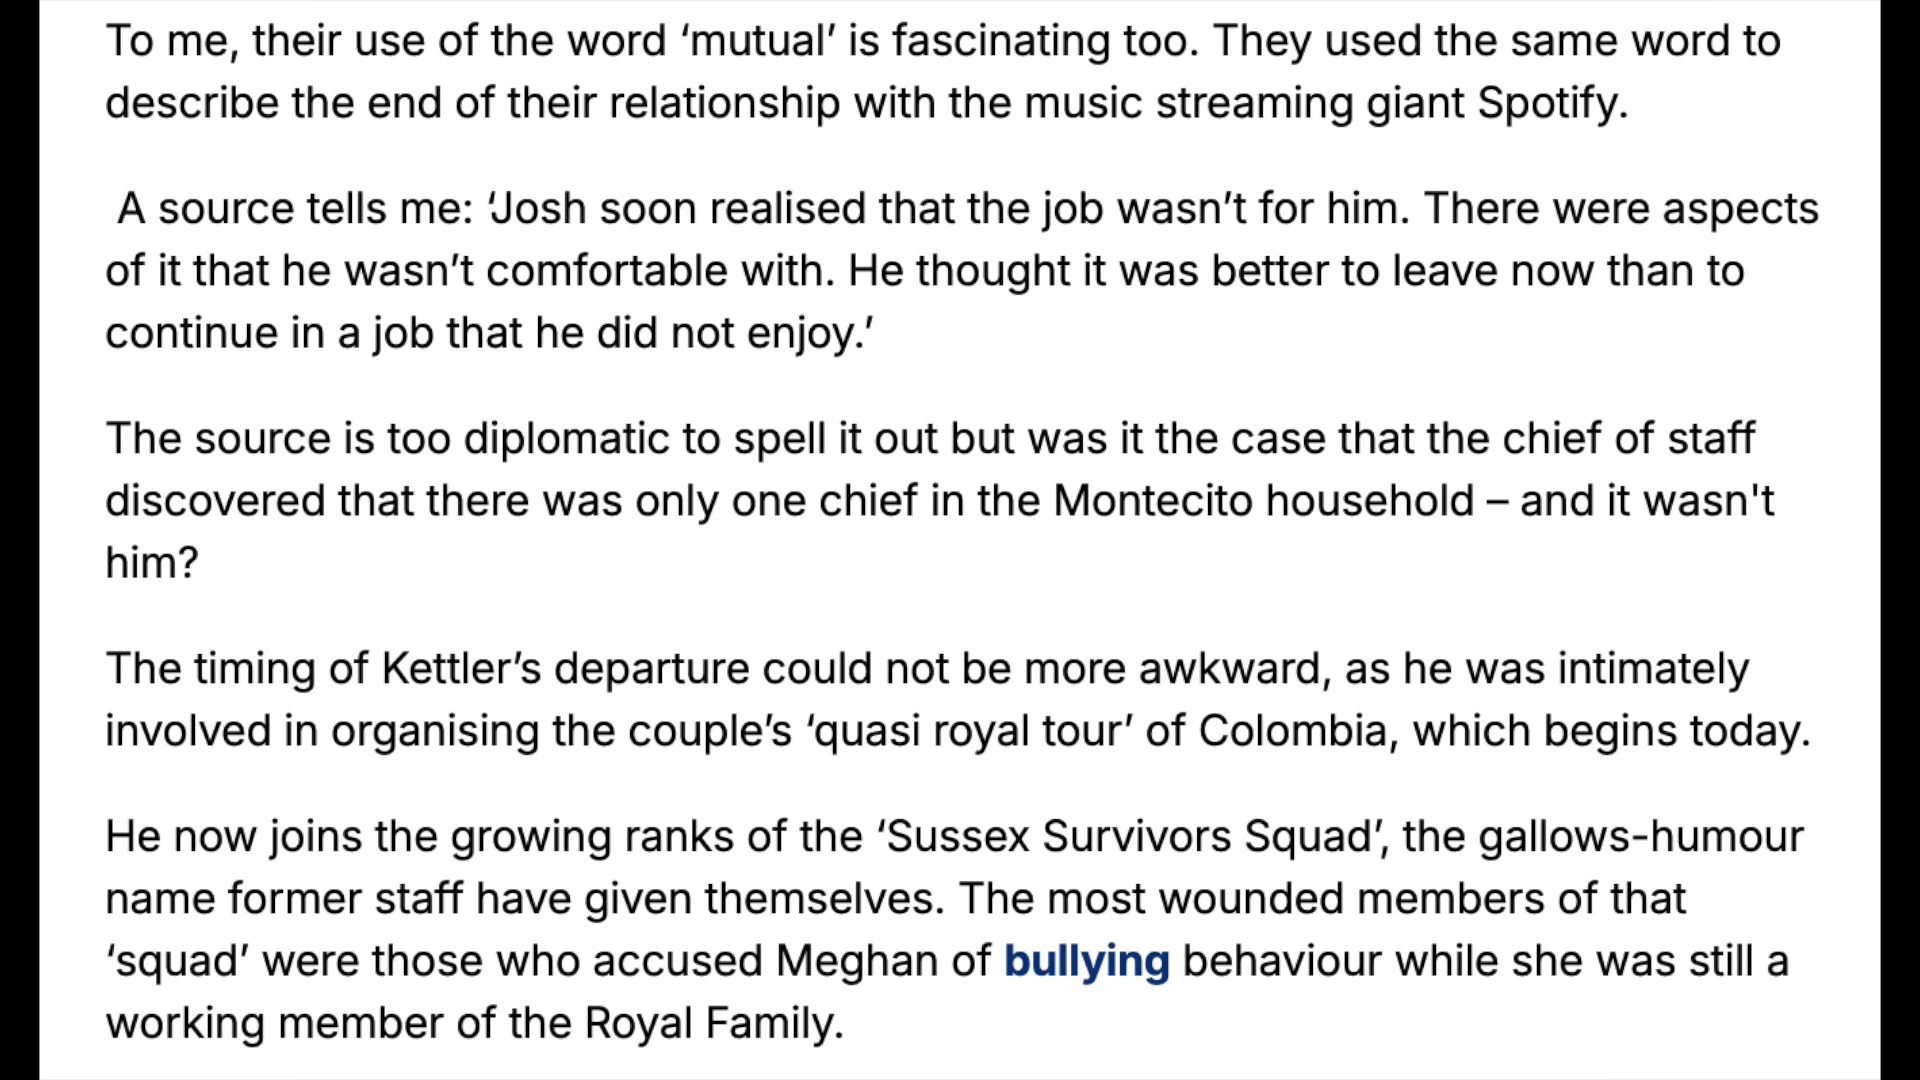 To me, their use of the word ‘mutual’ is fascinating too. They used the same word to
describe the end of their relationship with the music streaming giant Spotify.
A source tells me: ‘Josh soon realised that the job wasn’t for him. There were aspects
of it that he wasn’t comfortable with. He thought it was better to leave now than to
continue in a job that he did not enjoy.’
The source is too diplomatic to spell it out but was it the case that the chief of staff
discovered that there was only one chief in the Montecito household – and it wasn't
him?
The timing of Kettler’s departure could not be more awkward, as he was intimately
involved in organising the couple’s ‘quasi royal tour’ of Colombia, which begins today.
He now joins the growing ranks of the ‘Sussex Survivors Squad’, the gallows-humour
name former staff have given themselves. The most wounded members of that
‘squad’ were those who accused Meghan of bullying behaviour while she was still a
working member of the Royal Family.